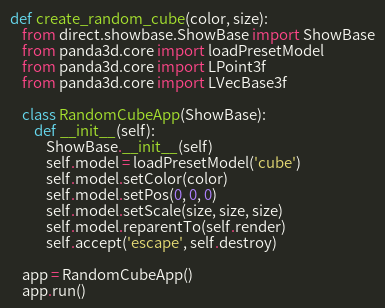 def create_random_cube(color, size):
    from direct.showbase.ShowBase import ShowBase
    from panda3d.core import loadPresetModel
    from panda3d.core import LPoint3f
    from panda3d.core import LVecBase3f

    class RandomCubeApp(ShowBase):
        def __init__(self):
            ShowBase.__init__(self)
            self.model = loadPresetModel('cube')
            self.model.setColor(color)
            self.model.setPos(0, 0, 0)
            self.model.setScale(size, size, size)
            self.model.reparentTo(self.render)
            self.accept('escape', self.destroy)

    app = RandomCubeApp()
    app.run()